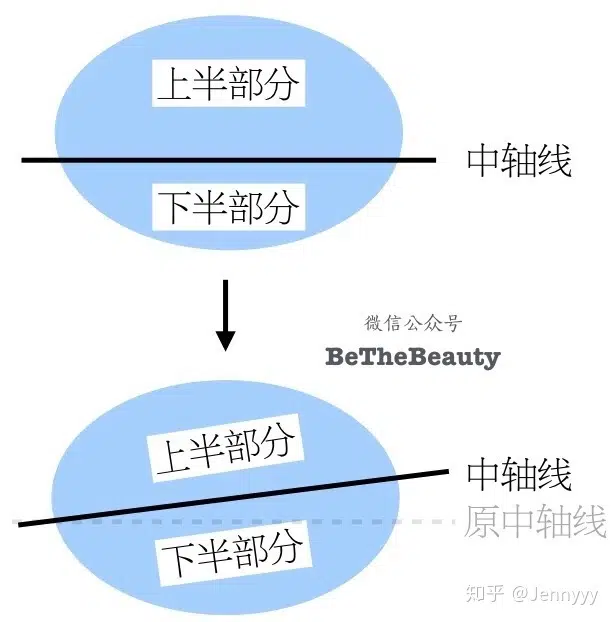 上半部分
中轴线
下半部分
微信公众号
BeTheBeauty
上半部分
中轴线
原中轴线
下半部分
知乎 @Jennyyy